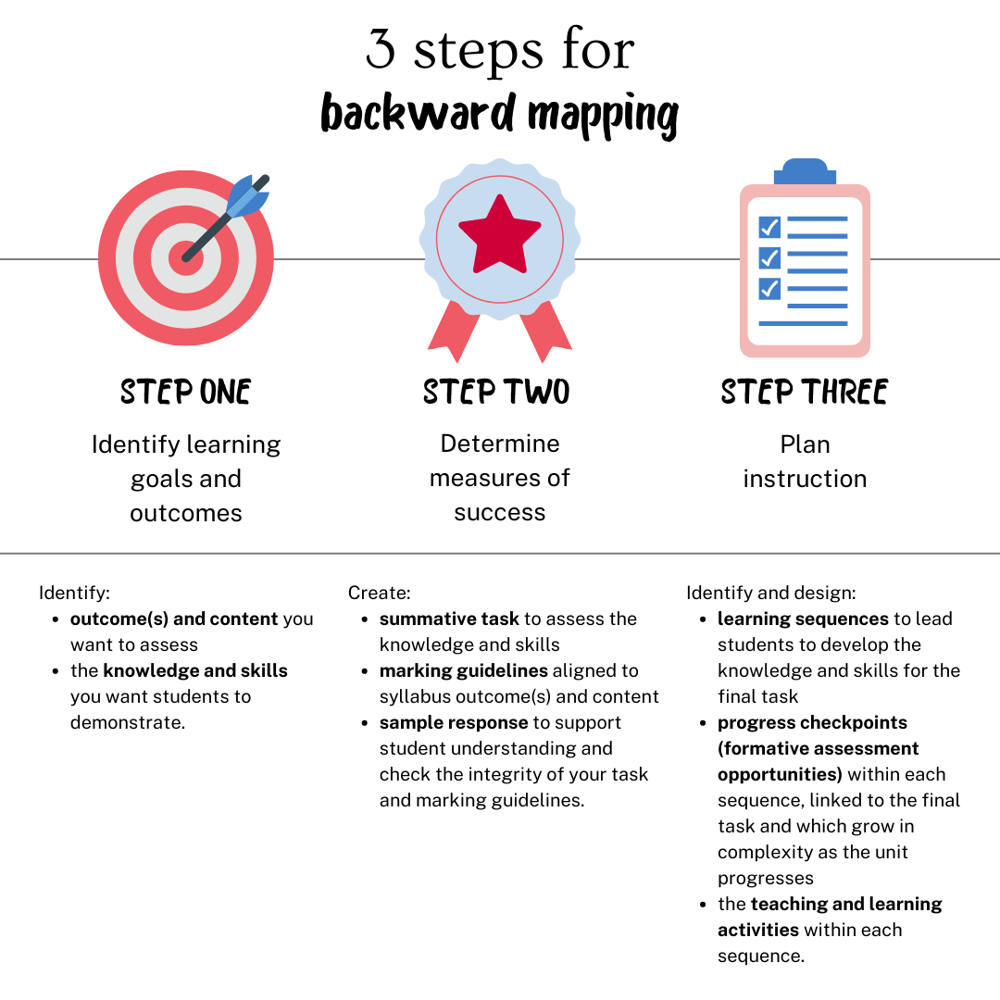 3 steps for
backward mapping
STEP ONE
Identify learning
goals and
outcomes
STEP TWO
Determine
measures of
success
STEP THREE
Plan
instruction
Identify:
• outcome(s) and content you
want to assess
• the knowledge and skills
you want students to
demonstrate.
Create:
• summative task to assess the
knowledge and skills
• marking guidelines aligned to
syllabus outcome(s) and content
• sample response to support
student understanding and
check the integrity of your task
and marking guidelines.
Identify and design:
• learning sequences to lead
students to develop the
knowledge and skills for the
final task
• progress checkpoints
(formative assessment
opportunities) within each
sequence, linked to the final
task and which grow in
complexity as the unit
progresses
• the teaching and learning
activities within each
sequence.